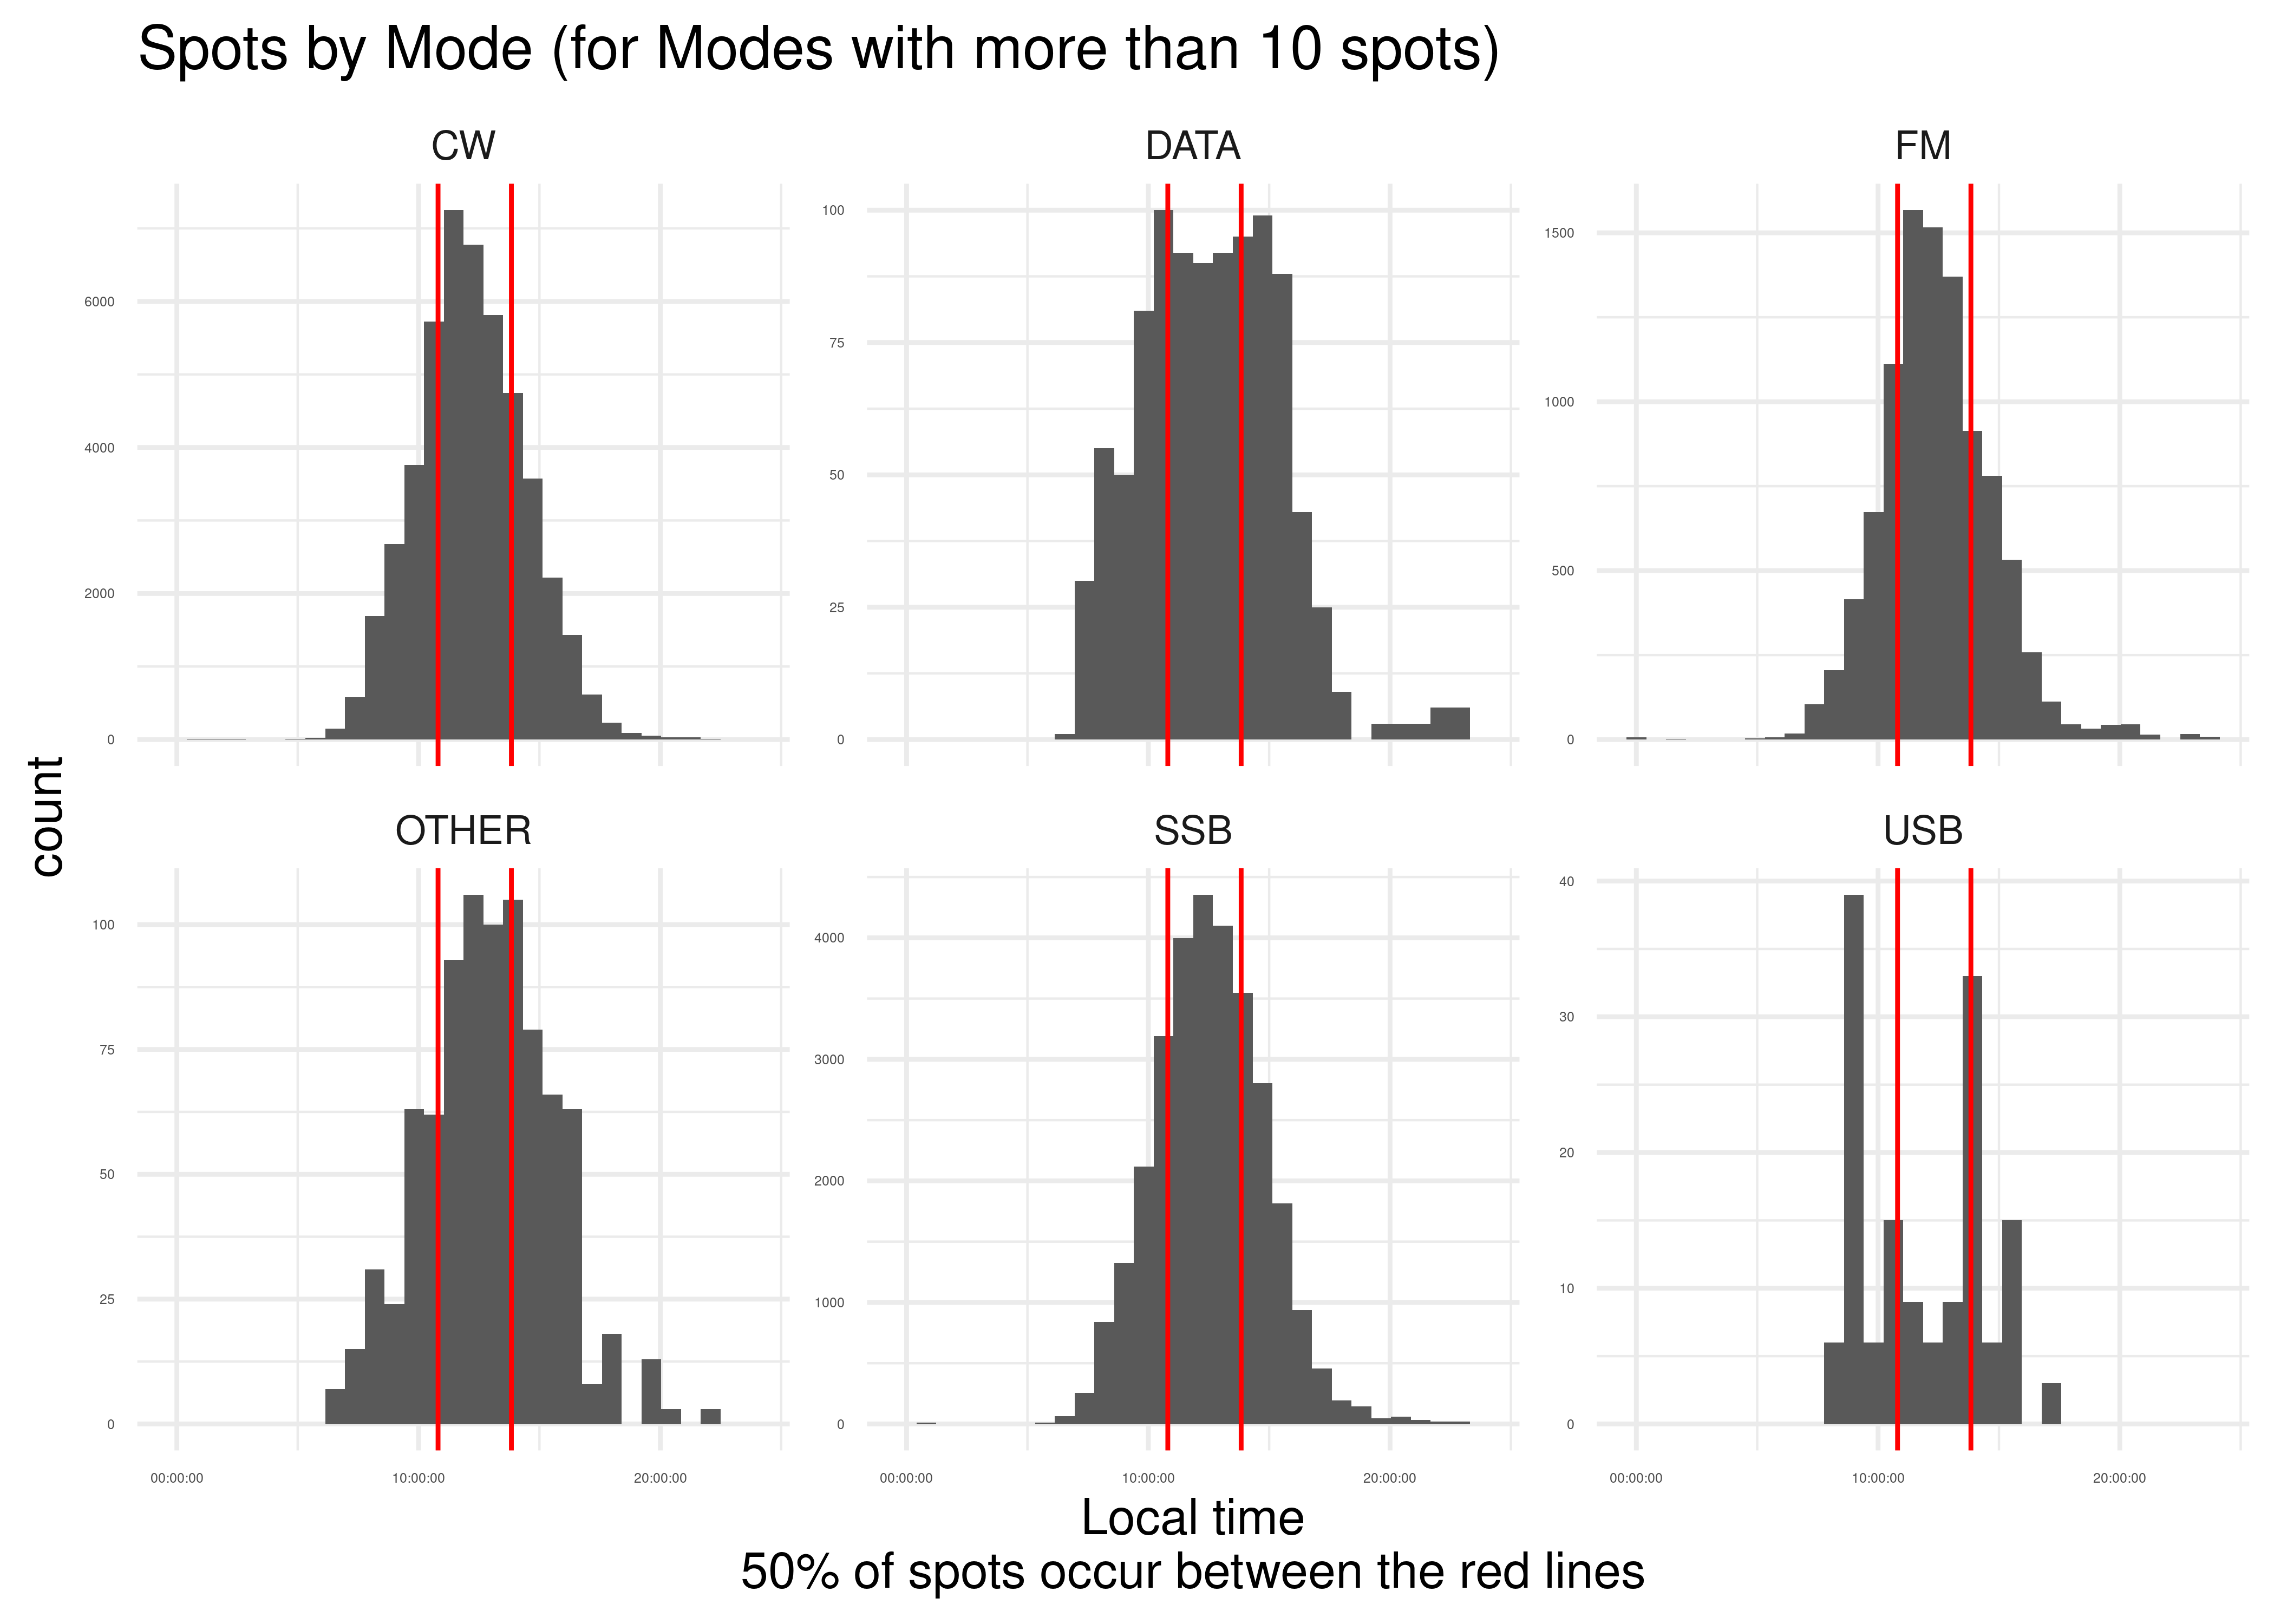 Spots by Mode (for Modes with more than 10 spots)
CW
DATA
FM
6000
4000
2000
0
100
75
50
25
0
1500
1000
500
0
count
OTHER
SSB
USB
100
75
50
25
0
4000
3000
2000
1000
0
40
30
20
10
0
00:00:00 10:00:00 20:00:00
00:00:00 10:00:00 20:00:00
00:00:00 10:00:00 20:00:00
Local time
50% of spots occur between the red lines